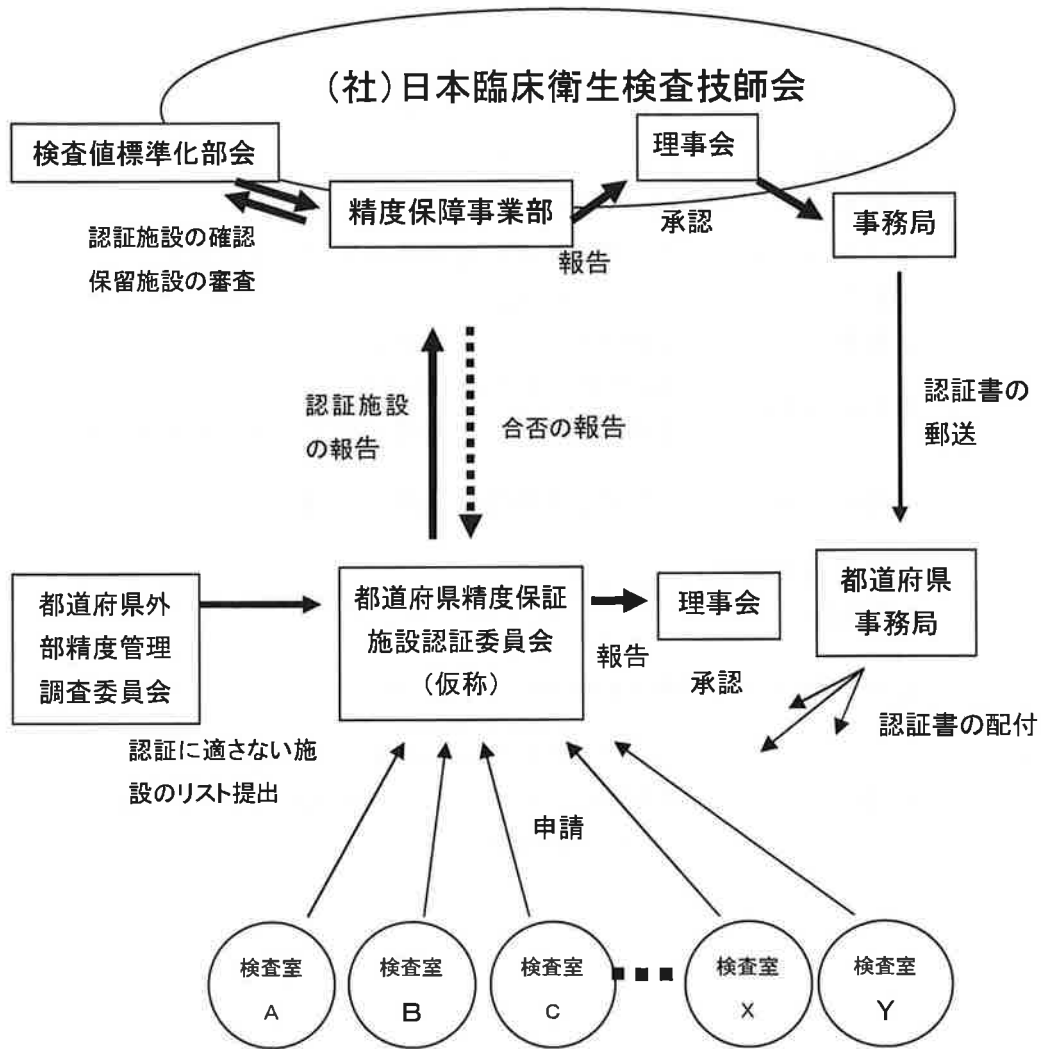 (社)日本臨床衛生検査技師会
検査値標準化部会
理事会
精度保障事業部
事務局
承認
報告
認証施設の確認
保留施設の審査
認証施設
の報告
合否の報告
認証書の
郵送
都道府県外
部精度管理
調査委員会
都道府県精度保証
施設認証委員会
(仮称)
理事会
都道府県
事務局
報告
承認
認証書の配付
認証に適さない施
設のリスト提出
申請
検査室
A
検査室
B
検査室
C
検査室
X
検査室
Y